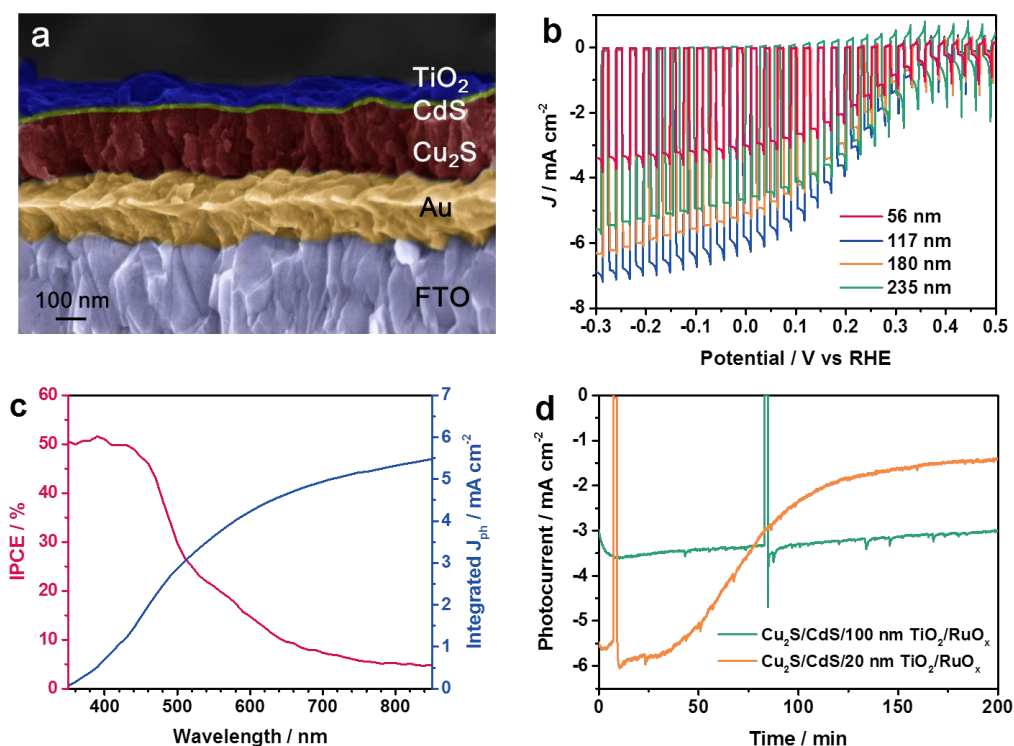 a
TiO₂
CdS
Cu₂S
Au
FTO
100 nm
b
0
-2
-4
-6
-8
J / mA cm⁻²
-0.3 -0.2 -0.1 0.0 0.1 0.2 0.3 0.4 0.5
Potential / V vs RHE
56 nm
117 nm
180 nm
235 nm
c
60
50
40
30
20
10
0
IPCE / %
7
6
5
4
3
2
1
0
Integrated Jₚₕ / mA cm⁻²
400 500 600 700 800
Wavelength / nm
d
0
-1
-2
-3
-4
-5
-6
Photocurrent / mA cm⁻²
Cu₂S/CdS/100 nm TiO₂/RuOₓ
Cu₂S/CdS/20 nm TiO₂/RuOₓ
0 50 100 150 200
Time / min